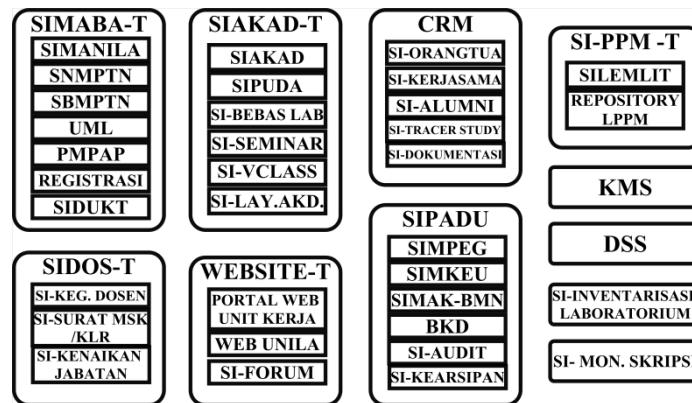 SIMABA-T
SIMANILA
SNMPTN
SBMPTN
UML
PMPAP
REGISTRASI
SIDUKT
SIAKAD-T
SIAKAD
SIPUDA
SI-BEBAS LAB
SI-SEMINAR
SI-VCLASS
SI-LAY.AKD.
CRM
SI-ORANGTUA
SI-KERJASAMA
SI-ALUMNI
SI-TRACER STUDY
SI-DOKUMENTASI
SI-PPM -T
SILEMLIT
REPOSITORY
LPPM
KMS
DSS
SI-INVENTARISASI
LABORATORIUM
SI- MON. SKRIPSI
SIDOS-T
SI-KEG. DOSEN
SI-SURAT MSK
/KLR
SI-KENAIKAN
JABATAN
WEBSITE-T
PORTAL WEB
UNIT KERJA
WEB UNILA
SI-FORUM
SIPADU
SIMPEG
SIMKEU
SIMAK-BMN
BKD
SI-AUDIT
SI-KEARSIPAN